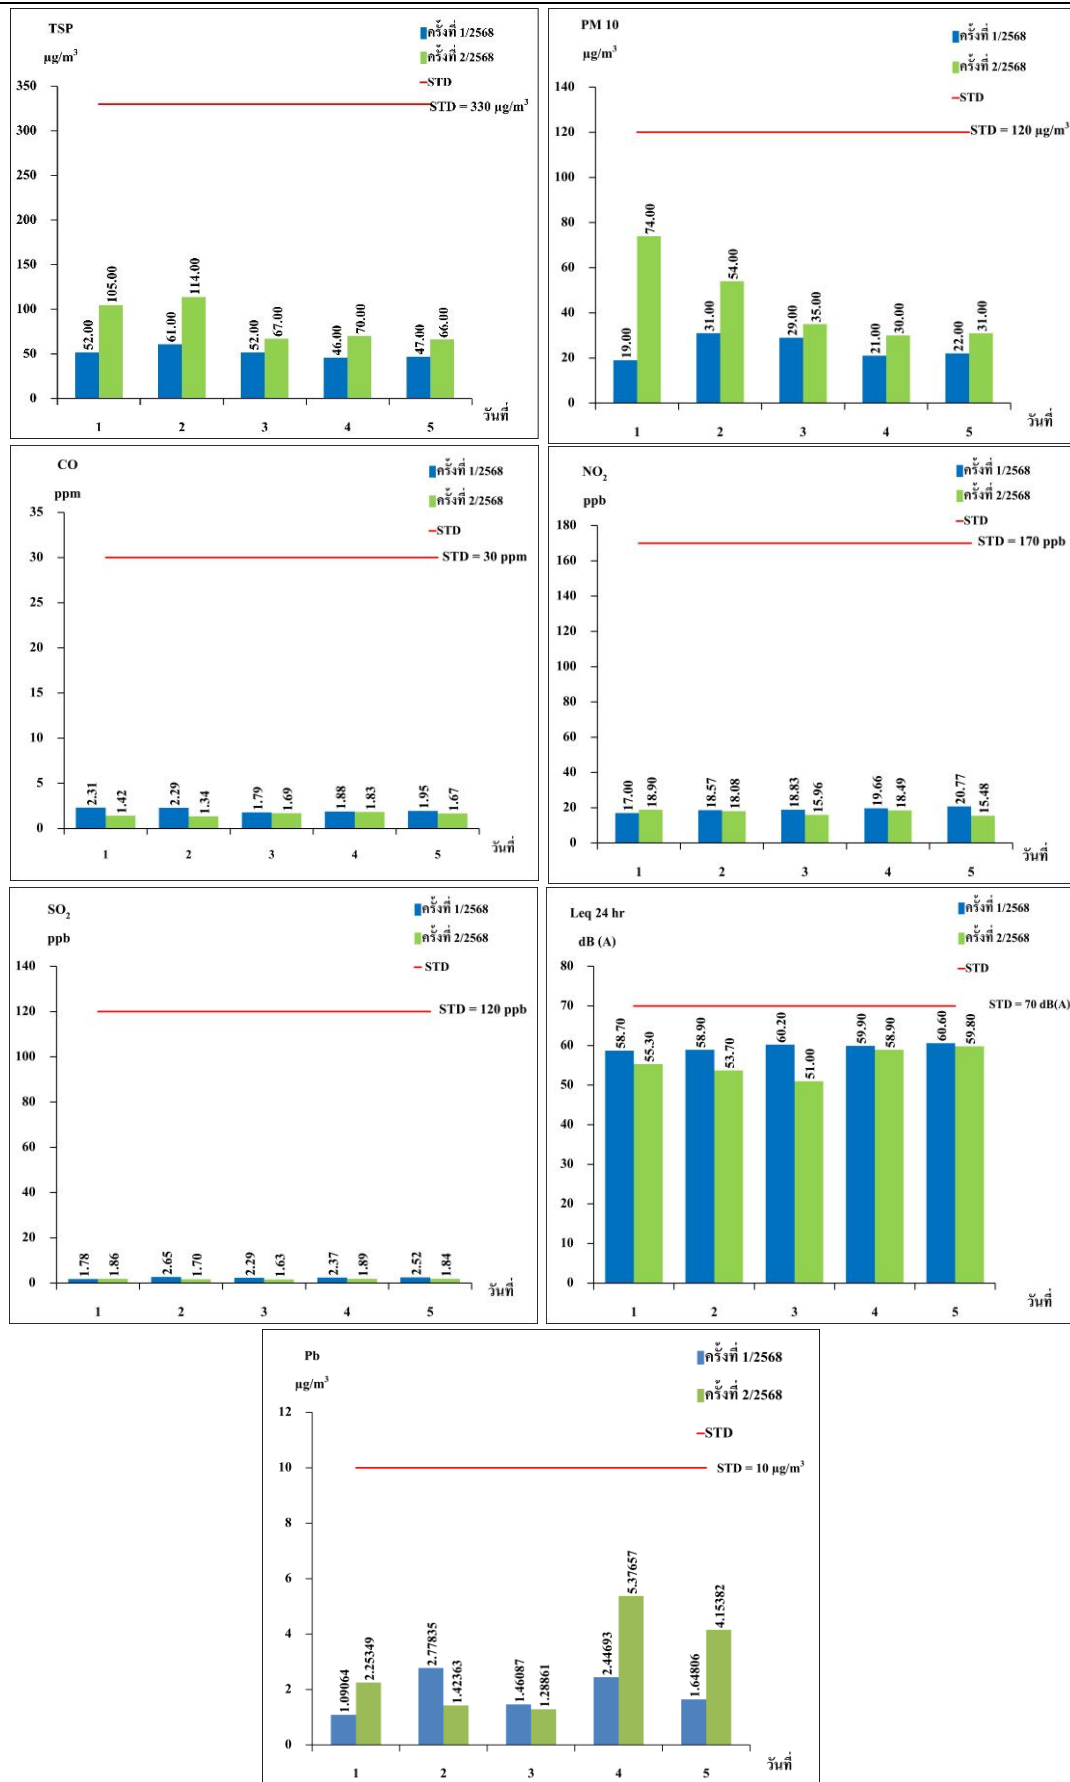 TSP
µg/m³
ครั้งที่ 1/2568
ครั้งที่ 2/2568
STD
STD = 330 µg/m³
350
300
250
200
150
100
50
0
52.00 105.00 61.00 114.00 52.00 67.00 46.00 70.00 47.00 66.00
1 2 3 4 5
วันที่
PM 10
µg/m³
ครั้งที่ 1/2568
ครั้งที่ 2/2568
STD
STD = 120 µg/m³
140
120
100
80
60
40
20
0
19.00 74.00 31.00 54.00 29.00 35.00 21.00 30.00 22.00 31.00
1 2 3 4 5
วันที่
CO
ppm
ครั้งที่ 1/2568
ครั้งที่ 2/2568
STD
STD = 30 ppm
35
30
25
20
15
10
5
0
2.31 1.42 2.29 1.34 1.79 1.69 1.88 1.83 1.95 1.67
1 2 3 4 5
วันที่
NO₂
ppb
ครั้งที่ 1/2568
ครั้งที่ 2/2568
STD
STD = 170 ppb
180
160
140
120
100
80
60
40
20
0
17.00 18.90 18.57 18.08 18.83 15.96 19.66 18.49 20.77 15.48
1 2 3 4 5
วันที่
SO₂
ppb
ครั้งที่ 1/2568
ครั้งที่ 2/2568
STD
STD = 120 ppb
140
120
100
80
60
40
20
0
1.78 1.86 2.65 1.70 2.29 1.63 2.37 1.89 2.52 1.84
1 2 3 4 5
วันที่
Leq 24 hr
dB (A)
ครั้งที่ 1/2568
ครั้งที่ 2/2568
STD
STD = 70 dB(A)
80
70
60
50
40
30
20
10
0
58.70 55.30 58.90 53.70 60.20 51.00 59.90 58.90 60.60 59.80
1 2 3 4 5
วันที่
Pb
µg/m³
ครั้งที่ 1/2568
ครั้งที่ 2/2568
STD
STD = 10 µg/m³
12
10
8
6
4
2
0
1.09064 2.25349 2.77835 1.42363 1.46087 1.28861 2.44693 5.37657 1.64806 4.15382
1 2 3 4 5
วันที่